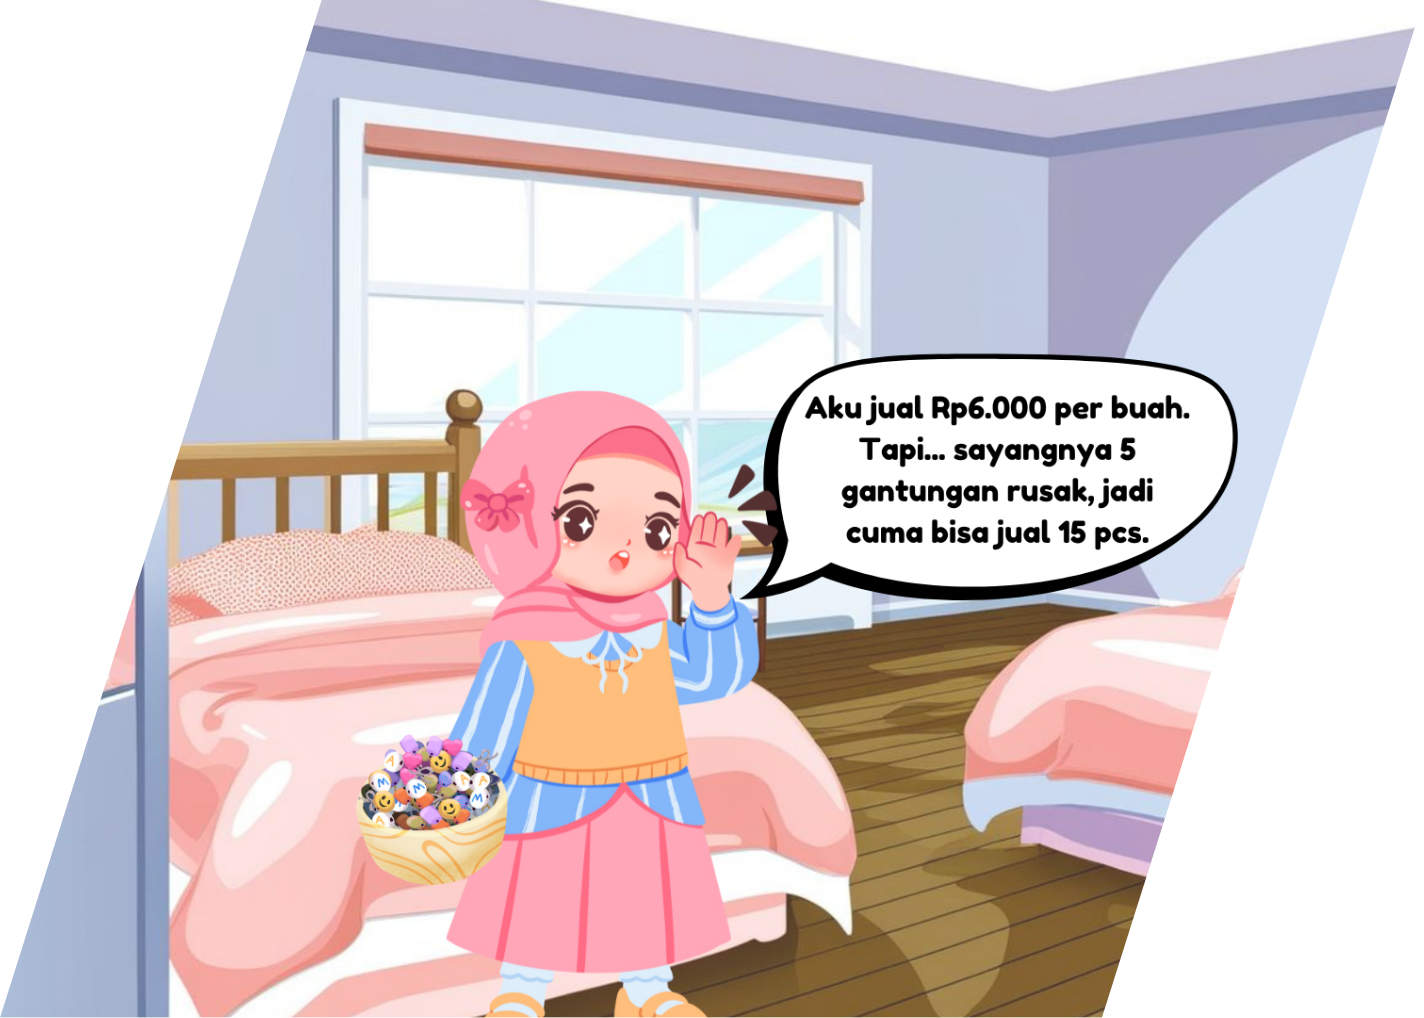 Aku jual Rp6.000 per buah.
Tapi... sayangnya 5
gantungan rusak, jadi
cuma bisa jual 15 pcs.